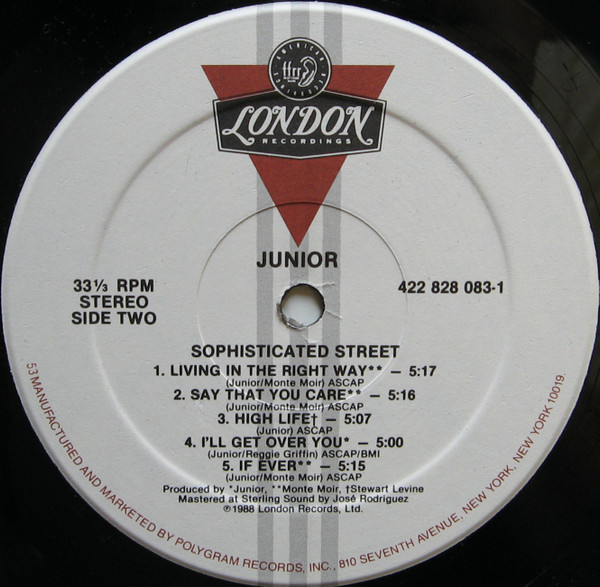 AMERICAN RECORDINGS
ffrr
LONDON
RECORDINGS
JUNIOR
33⅓ RPM
STEREO
SIDE TWO
422 828 083-1
SOPHISTICATED STREET
1. LIVING IN THE RIGHT WAY** — 5:17
(Junior/Monte Moir) ASCAP
2. SAY THAT YOU CARE** — 5:16
(Junior/Monte Moir) ASCAP
3. HIGH LIFE† — 5:07
(Junior) ASCAP
4. I'LL GET OVER YOU* — 5:00
(Junior/Reggie Griffin) ASCAP/BMI
5. IF EVER** — 5:15
Produced by *Junior, **Monte Moir, †Stewart Levine
Mastered at Sterling Sound by José Rodriguez
℗1988 London Records, Ltd.
53 MANUFACTURED AND MARKETED BY POLYGRAM RECORDS, INC., 810 SEVENTH AVENUE, NEW YORK, NEW YORK 10019.